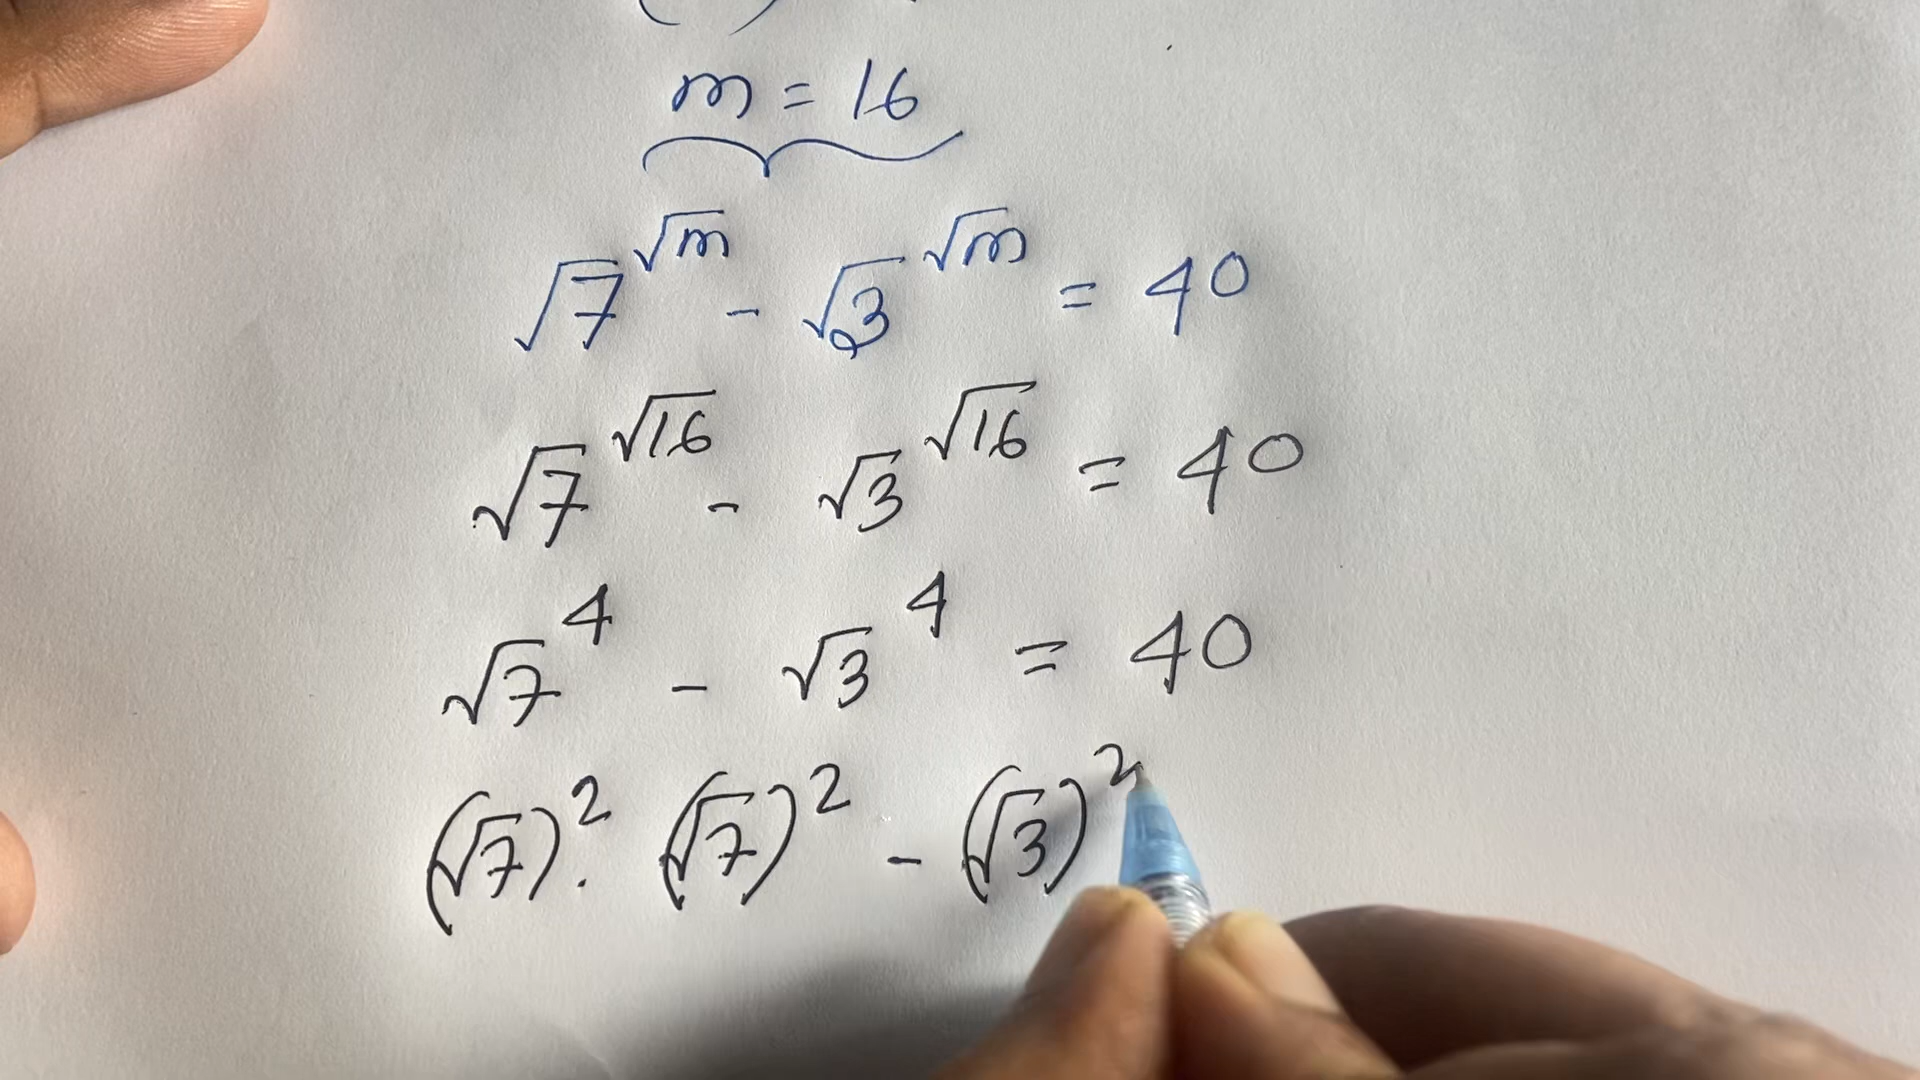 m = 16
√7^√m - √3^√m = 40
√7^√16 - √3^√16 = 40
√7^4 - √3^4 = 40
(√7)^2 . (√7)^2 - (√3)^2